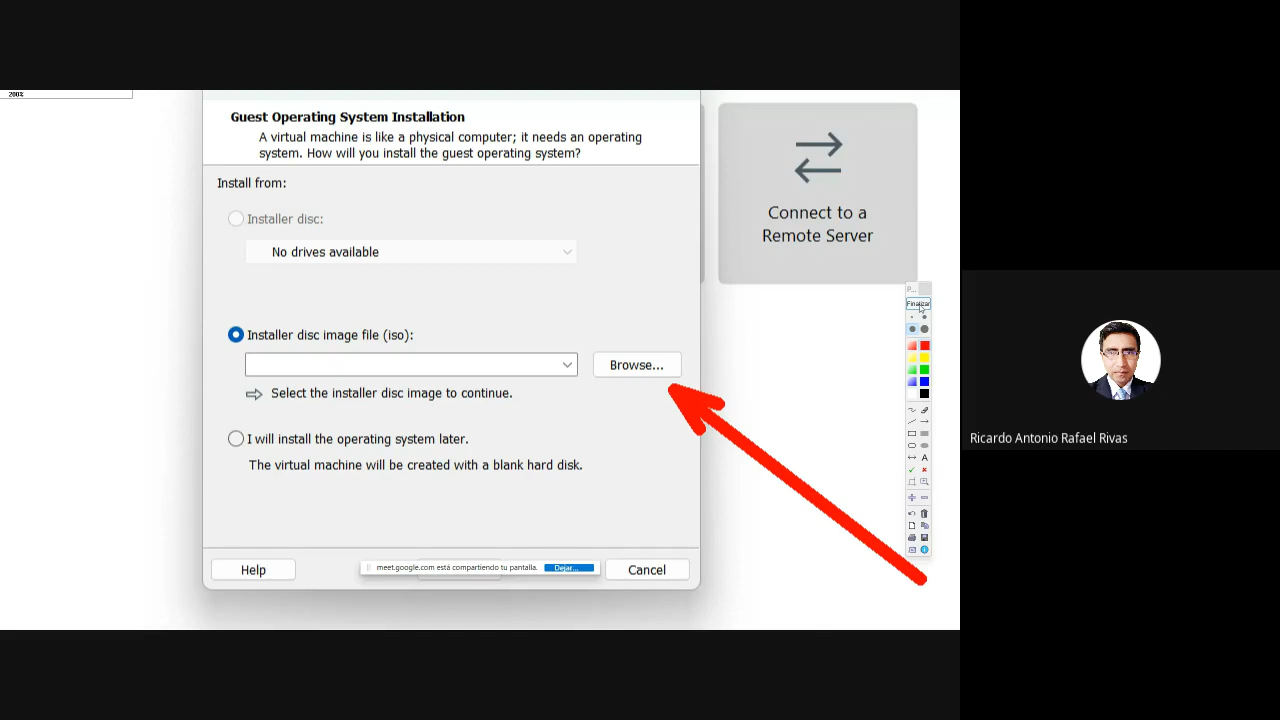 200%
Guest Operating System Installation
A virtual machine is like a physical computer; it needs an operating
system. How will you install the guest operating system?
Install from:
Installer disc:
No drives available
Installer disc image file (iso):
Browse...
Select the installer disc image to continue.
I will install the operating system later.
The virtual machine will be created with a blank hard disk.
Help
meet.google.com está compartiendo tu pantalla.
Dejar...
Cancel
Connect to a
Remote Server
P...
Finalizar
A
Ricardo Antonio Rafael Rivas